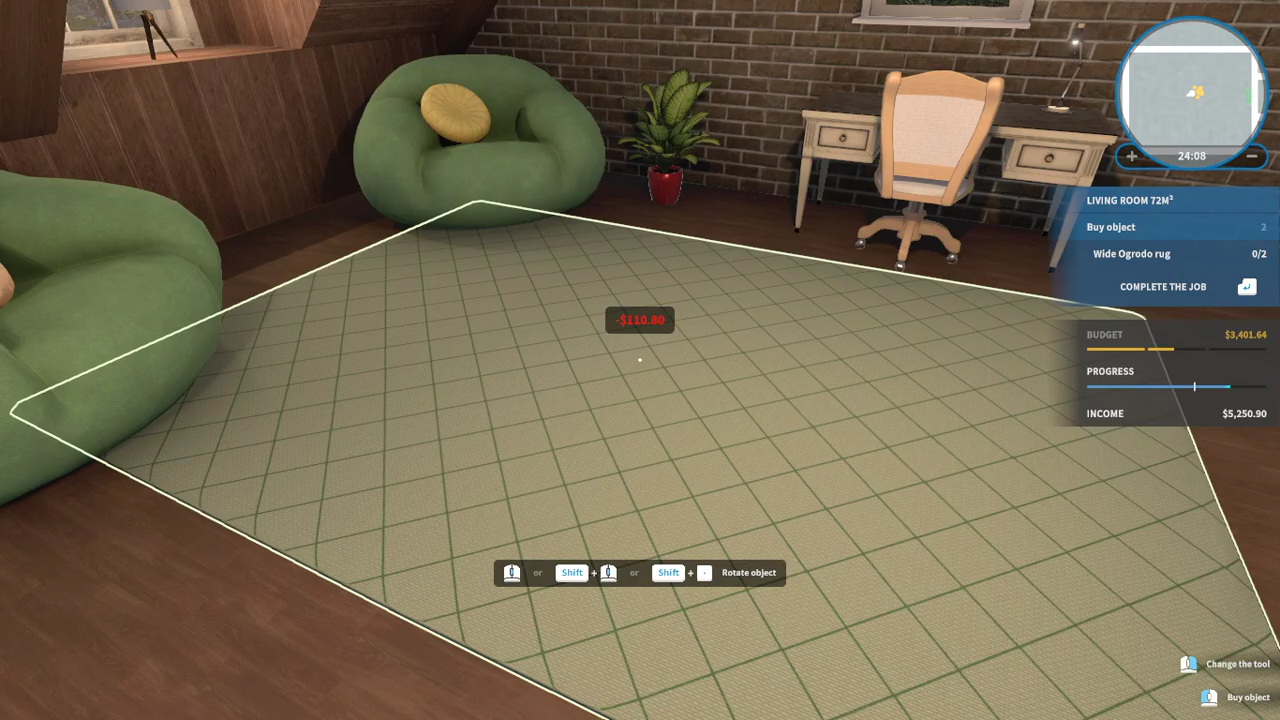 24:08
LIVING ROOM 72M²
Buy object 2
Wide Ogrodo rug 0/2
COMPLETE THE JOB
-$110.80
BUDGET $3,401.64
PROGRESS
INCOME $5,250.90
or Shift + or Shift + · Rotate object
Change the tool
Buy object